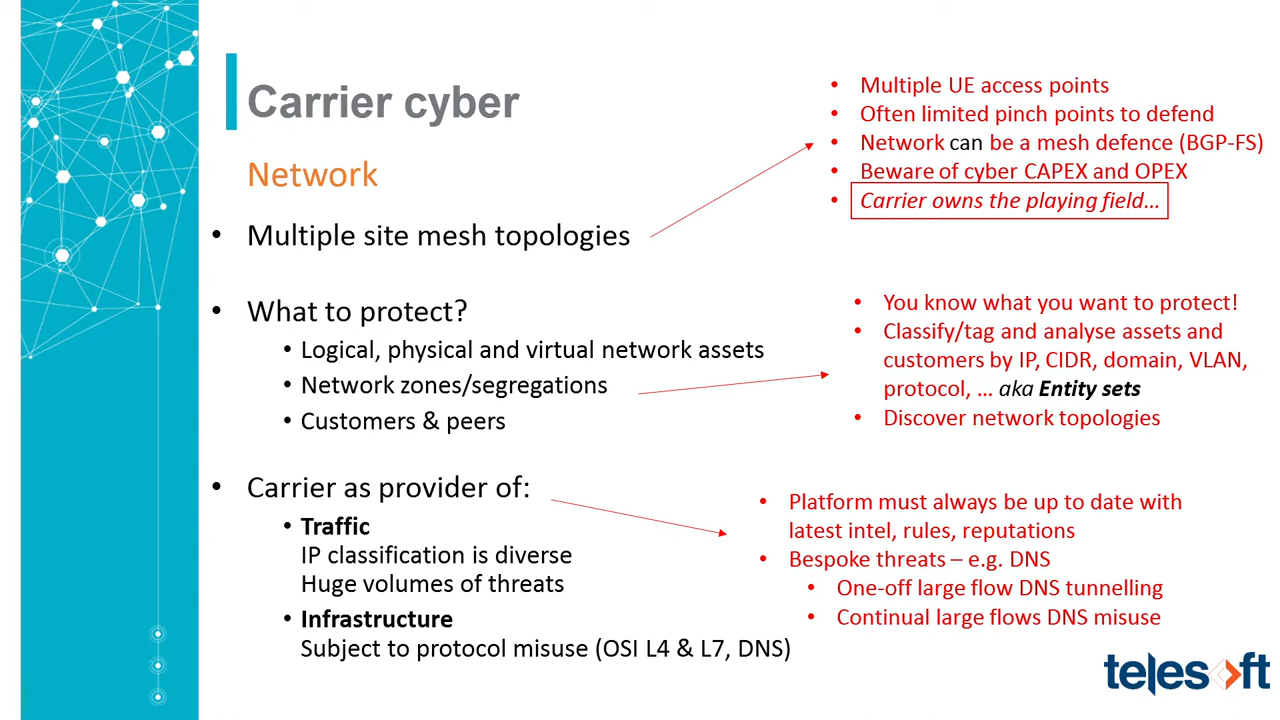 Carrier cyber
Network
• Multiple site mesh topologies
• What to protect?
• Logical, physical and virtual network assets
• Network zones/segregations
• Customers & peers
• Carrier as provider of:
• Traffic
IP classification is diverse
Huge volumes of threats
• Infrastructure
Subject to protocol misuse (OSI L4 & L7, DNS)
• Multiple UE access points
• Often limited pinch points to defend
• Network can be a mesh defence (BGP-FS)
• Beware of cyber CAPEX and OPEX
• Carrier owns the playing field…
• You know what you want to protect!
• Classify/tag and analyse assets and
customers by IP, CIDR, domain, VLAN,
protocol, … aka Entity sets
• Discover network topologies
• Platform must always be up to date with
latest intel, rules, reputations
• Bespoke threats – e.g. DNS
• One-off large flow DNS tunnelling
• Continual large flows DNS misuse
telesoft